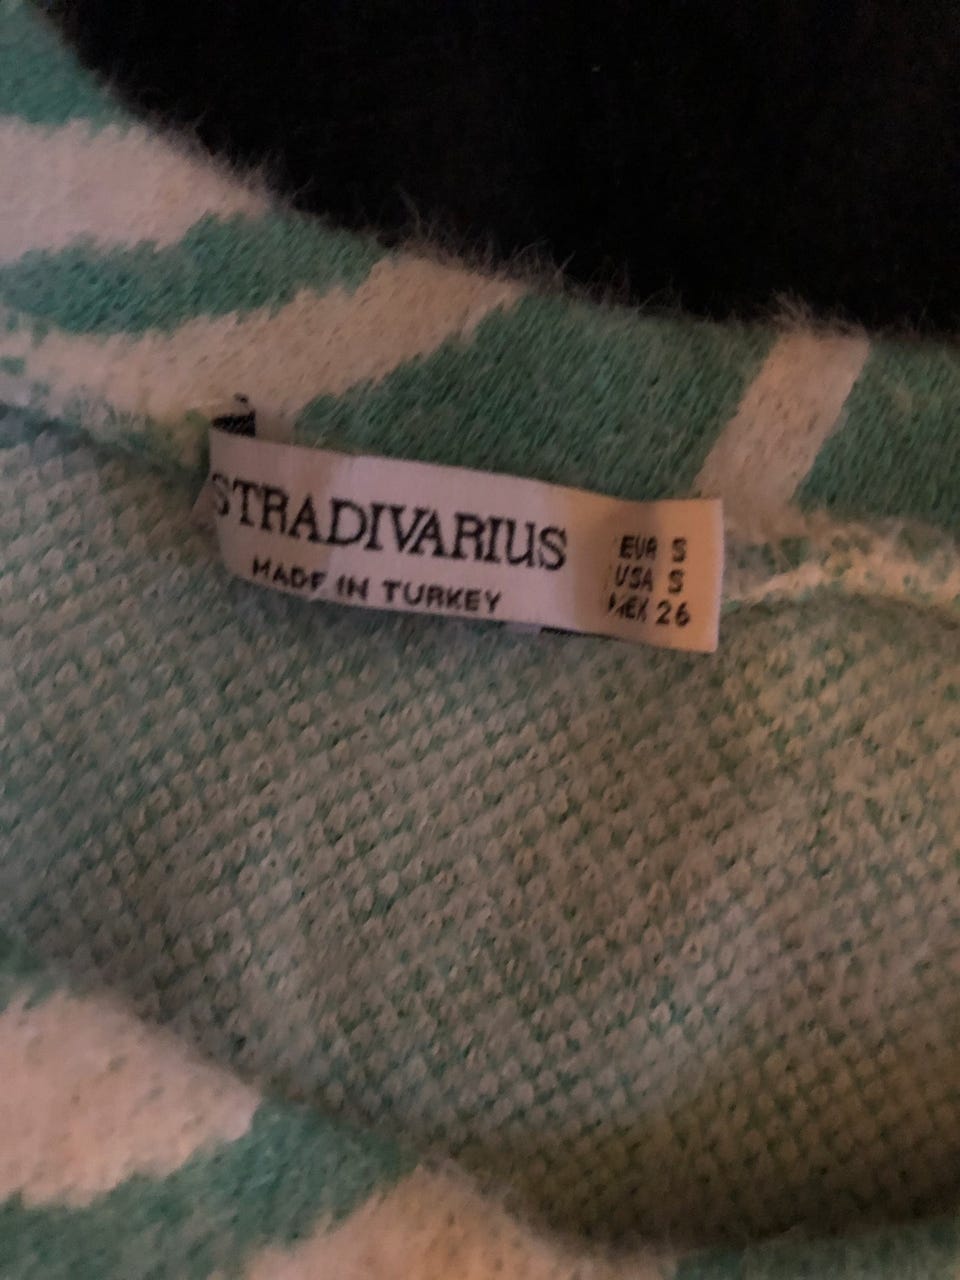 STRADIVARIUS
MADE IN TURKEY
EUR S
USA S
MEX 26